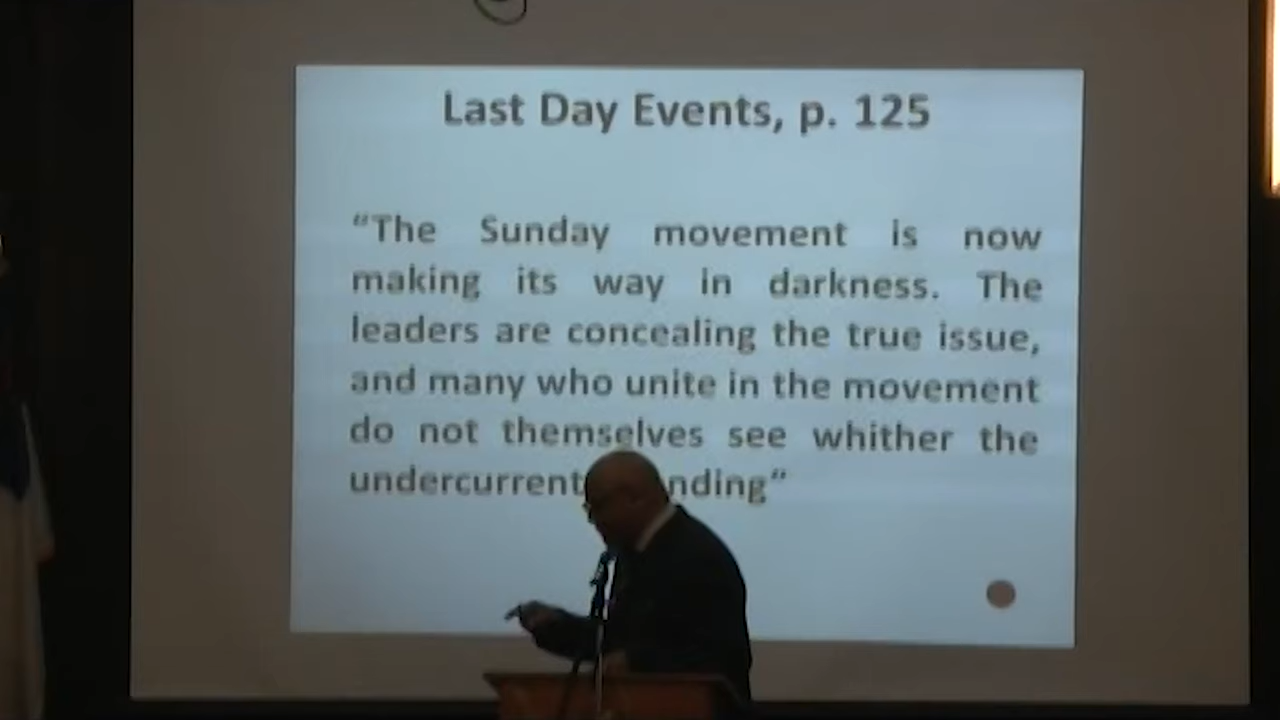 Last Day Events, p. 125
“The Sunday movement is now
making its way in darkness. The
leaders are concealing the true issue,
and many who unite in the movement
do not themselves see whither the
undercurrent